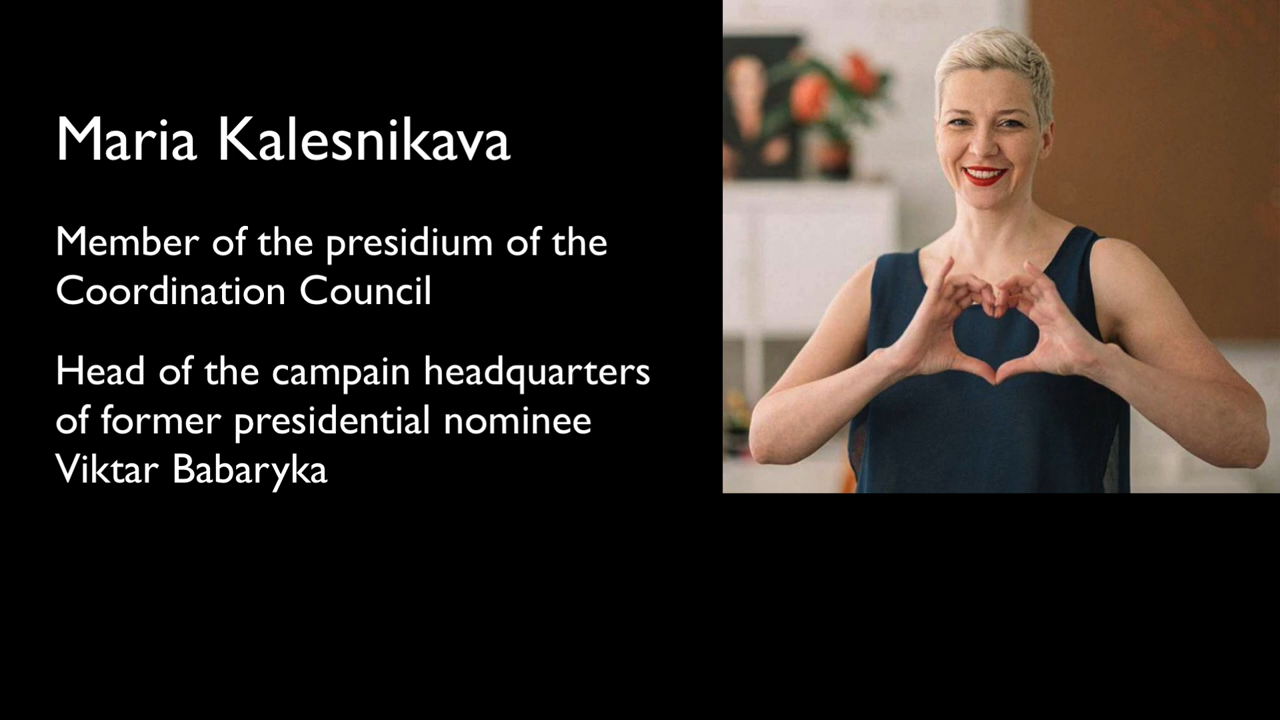 Maria Kalesnikava
Member of the presidium of the
Coordination Council
Head of the campain headquarters
of former presidential nominee
Viktar Babaryka